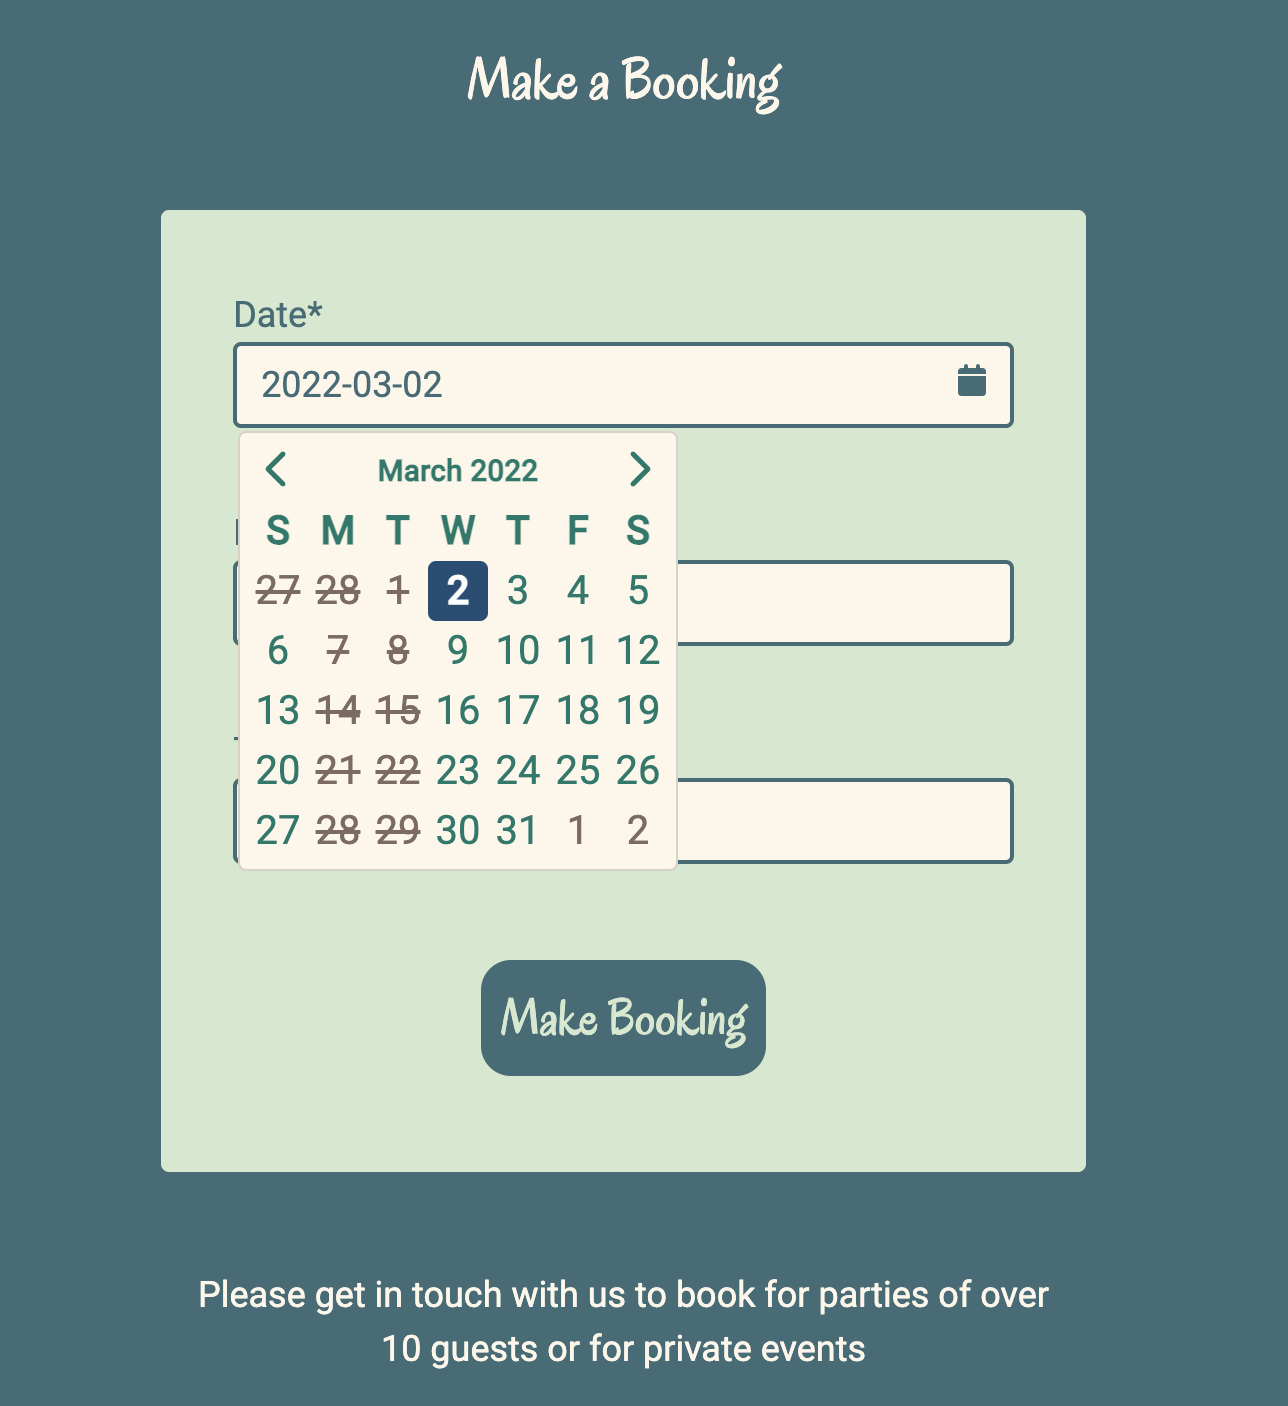 Make a Booking
Date*
2022-03-02
March 2022
S M T W T F S
27 28 1 2 3 4 5
6 7 8 9 10 11 12
13 14 15 16 17 18 19
20 21 22 23 24 25 26
27 28 29 30 31 1 2
Make Booking
Please get in touch with us to book for parties of over
10 guests or for private events